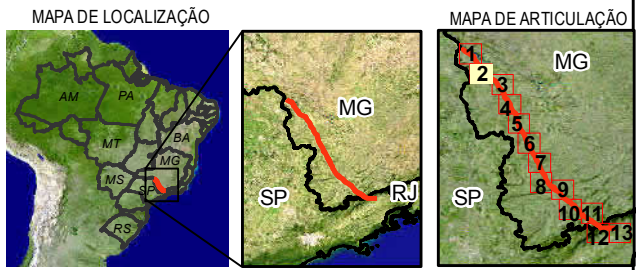 MAPA DE LOCALIZAÇÃO
AM
PA
BA
MT
MG
MS
SP
RS
MG
SP
RJ
MAPA DE ARTICULAÇÃO
MG
SP
1
2
3
4
5
6
7
8
9
10
11
12
13